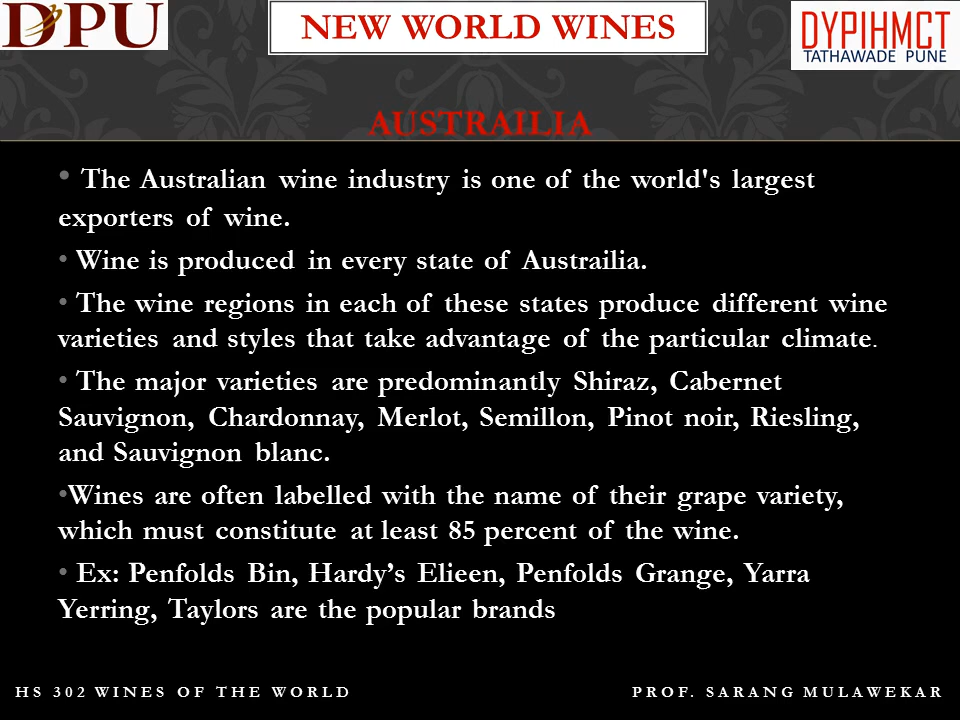 DPU
NEW WORLD WINES
DYPIHMCT
TATHAWADE PUNE
AUSTRAILIA
• The Australian wine industry is one of the world's largest
exporters of wine.
• Wine is produced in every state of Austrailia.
• The wine regions in each of these states produce different wine
varieties and styles that take advantage of the particular climate.
• The major varieties are predominantly Shiraz, Cabernet
Sauvignon, Chardonnay, Merlot, Semillon, Pinot noir, Riesling,
and Sauvignon blanc.
•Wines are often labelled with the name of their grape variety,
which must constitute at least 85 percent of the wine.
• Ex: Penfolds Bin, Hardy’s Elieen, Penfolds Grange, Yarra
Yerring, Taylors are the popular brands
HS 302 WINES OF THE WORLD
PROF. SARANG MULAWEKAR